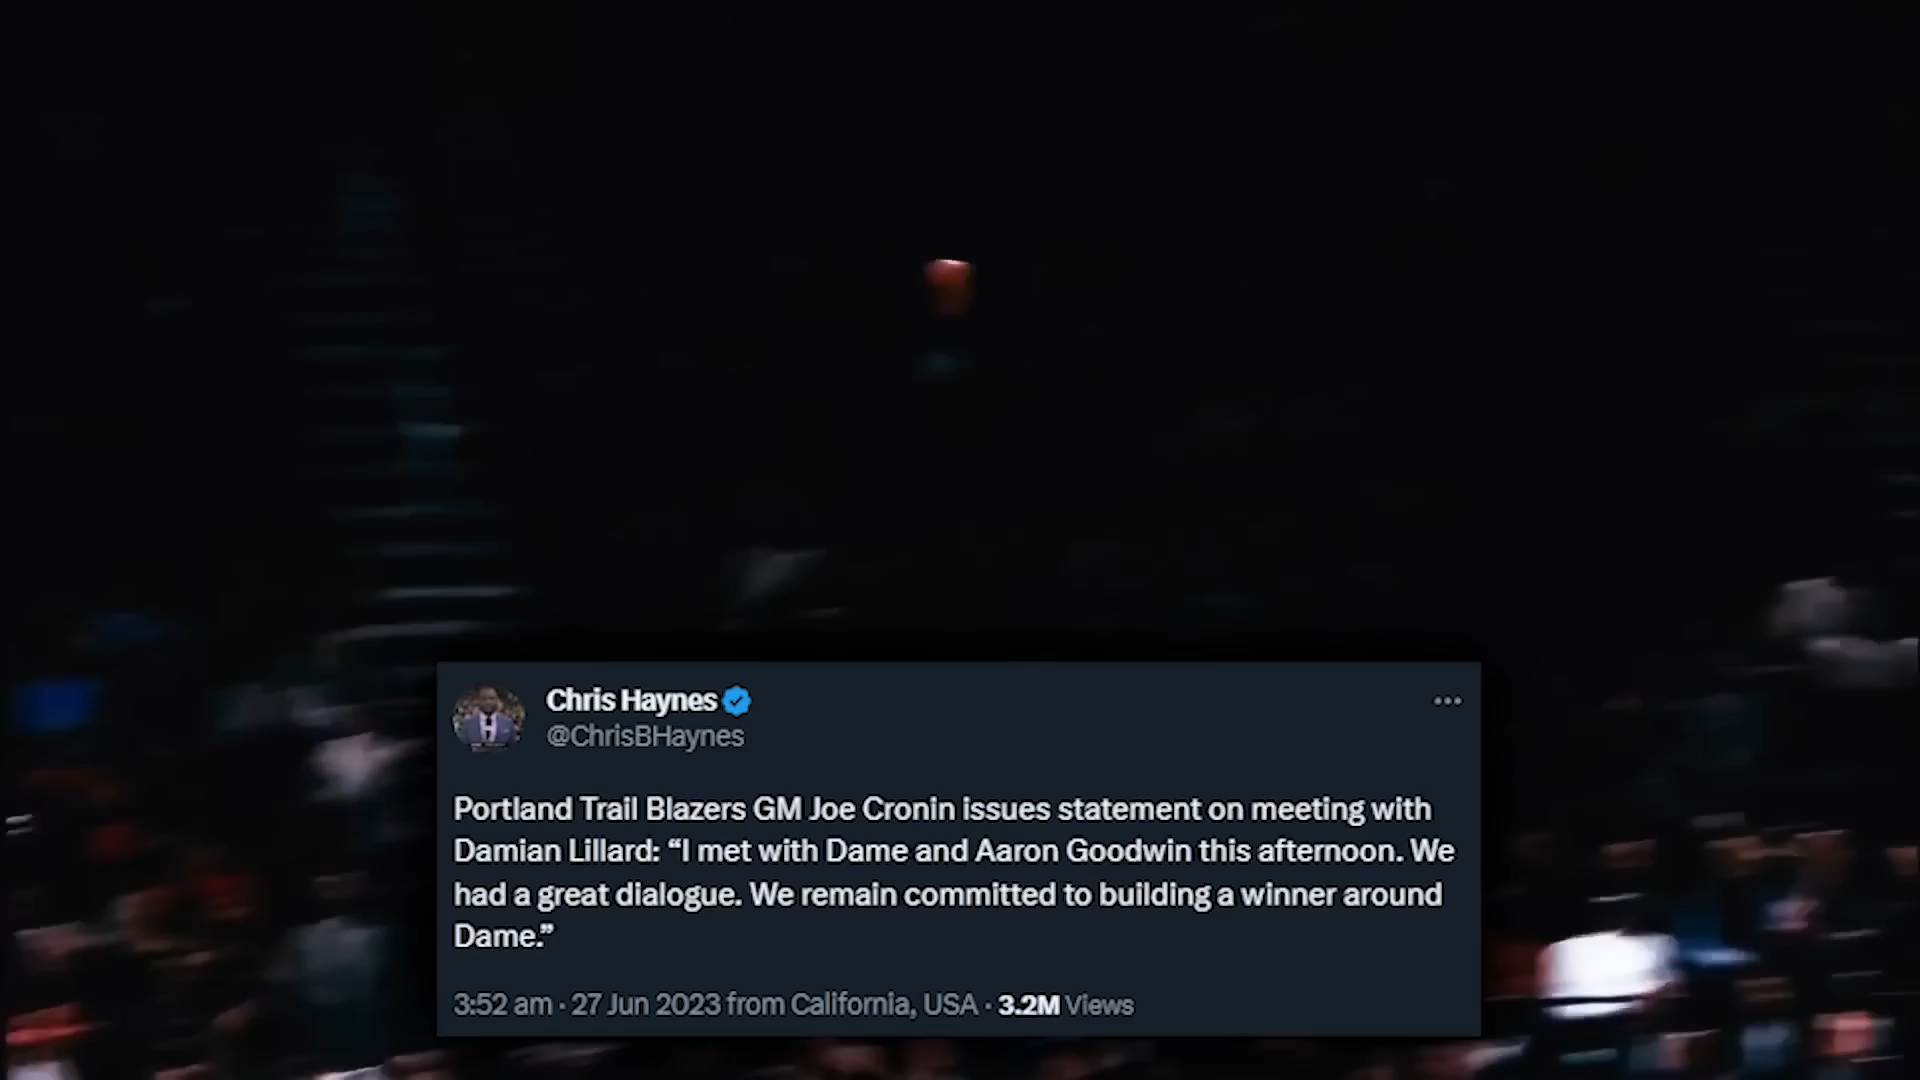 Chris Haynes
@ChrisBHaynes
Portland Trail Blazers GM Joe Cronin issues statement on meeting with
Damian Lillard: “I met with Dame and Aaron Goodwin this afternoon. We
had a great dialogue. We remain committed to building a winner around
Dame.”
3:52 am · 27 Jun 2023 from California, USA · 3.2M Views